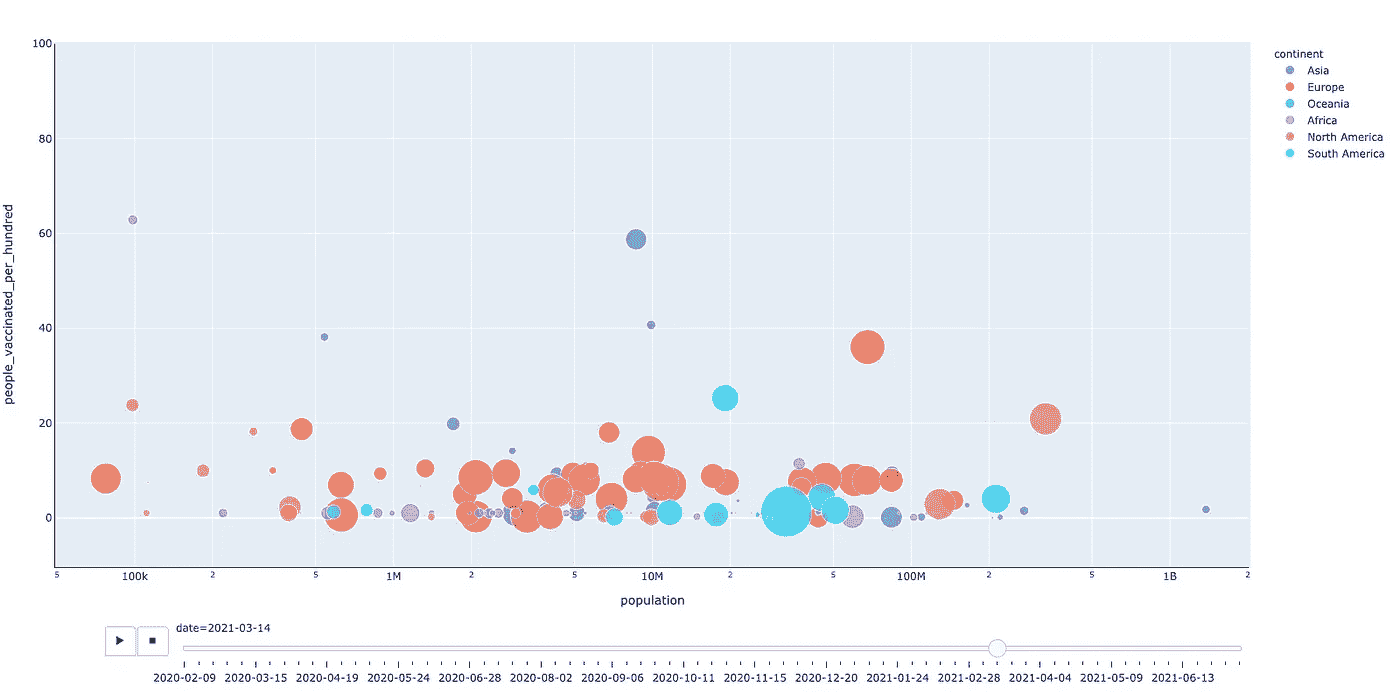 continent
Asia
Europe
Oceania
Africa
North America
South America
people_vaccinated_per_hundred
100
80
60
40
20
0
5 100k 2 5 1M 2 5 10M 2 5 100M 2 5 1B 2
population
date=2021-03-14
2020-02-09 2020-03-15 2020-04-19 2020-05-24 2020-06-28 2020-08-02 2020-09-06 2020-10-11 2020-11-15 2020-12-20 2021-01-24 2021-02-28 2021-04-04 2021-05-09 2021-06-13